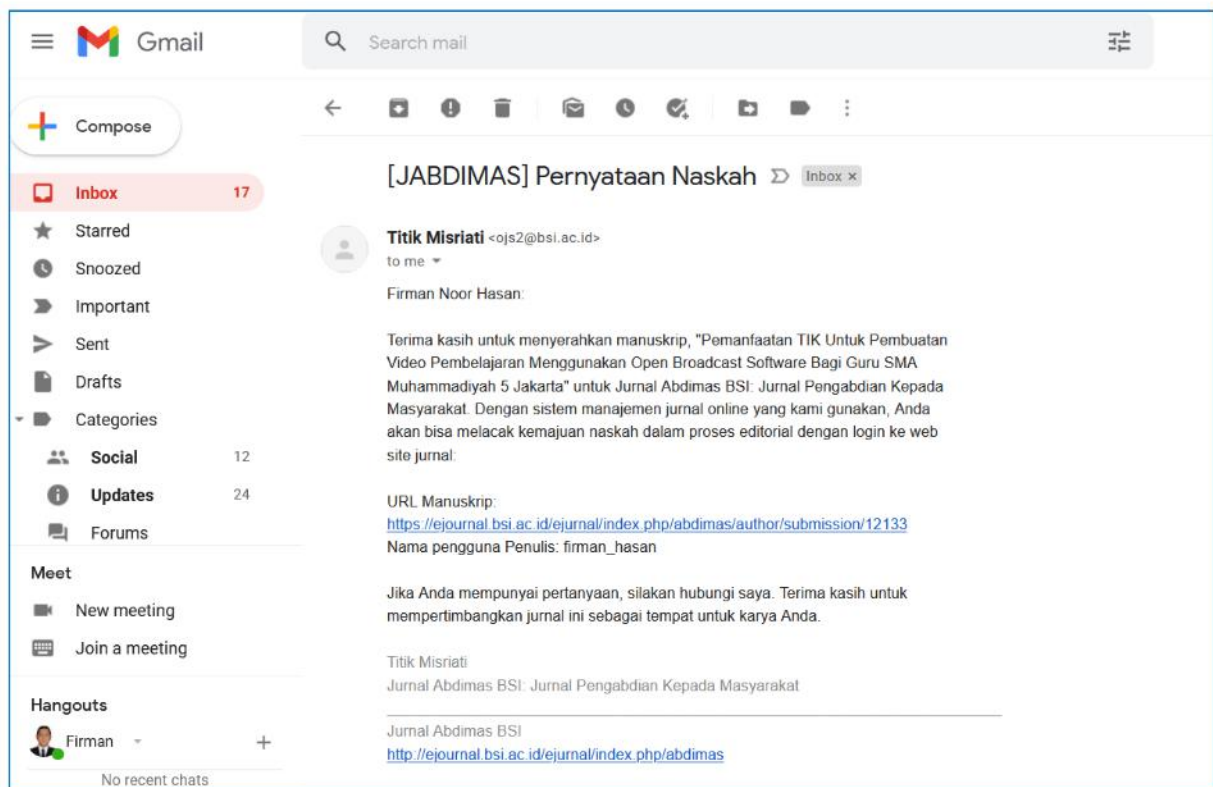 Gmail
Search mail
Compose
Inbox 17
Starred
Snoozed
Important
Sent
Drafts
Categories
Social 12
Updates 24
Forums
Meet
New meeting
Join a meeting
Hangouts
Firman
No recent chats
[JABDIMAS] Pernyataan Naskah Inbox ×
Titik Misriati <ojs2@bsi.ac.id>
to me
Firman Noor Hasan:
Terima kasih untuk menyerahkan manuskrip, "Pemanfaatan TIK Untuk Pembuatan
Video Pembelajaran Menggunakan Open Broadcast Software Bagi Guru SMA
Muhammadiyah 5 Jakarta" untuk Jurnal Abdimas BSI: Jurnal Pengabdian Kepada
Masyarakat. Dengan sistem manajemen jurnal online yang kami gunakan, Anda
akan bisa melacak kemajuan naskah dalam proses editorial dengan login ke web
site jurnal:
URL Manuskrip:
https://ejournal.bsi.ac.id/ejurnal/index.php/abdimas/author/submission/12133
Nama pengguna Penulis: firman_hasan
Jika Anda mempunyai pertanyaan, silakan hubungi saya. Terima kasih untuk
mempertimbangkan jurnal ini sebagai tempat untuk karya Anda.
Titik Misriati
Jurnal Abdimas BSI: Jurnal Pengabdian Kepada Masyarakat
Jurnal Abdimas BSI
http://ejournal.bsi.ac.id/ejurnal/index.php/abdimas